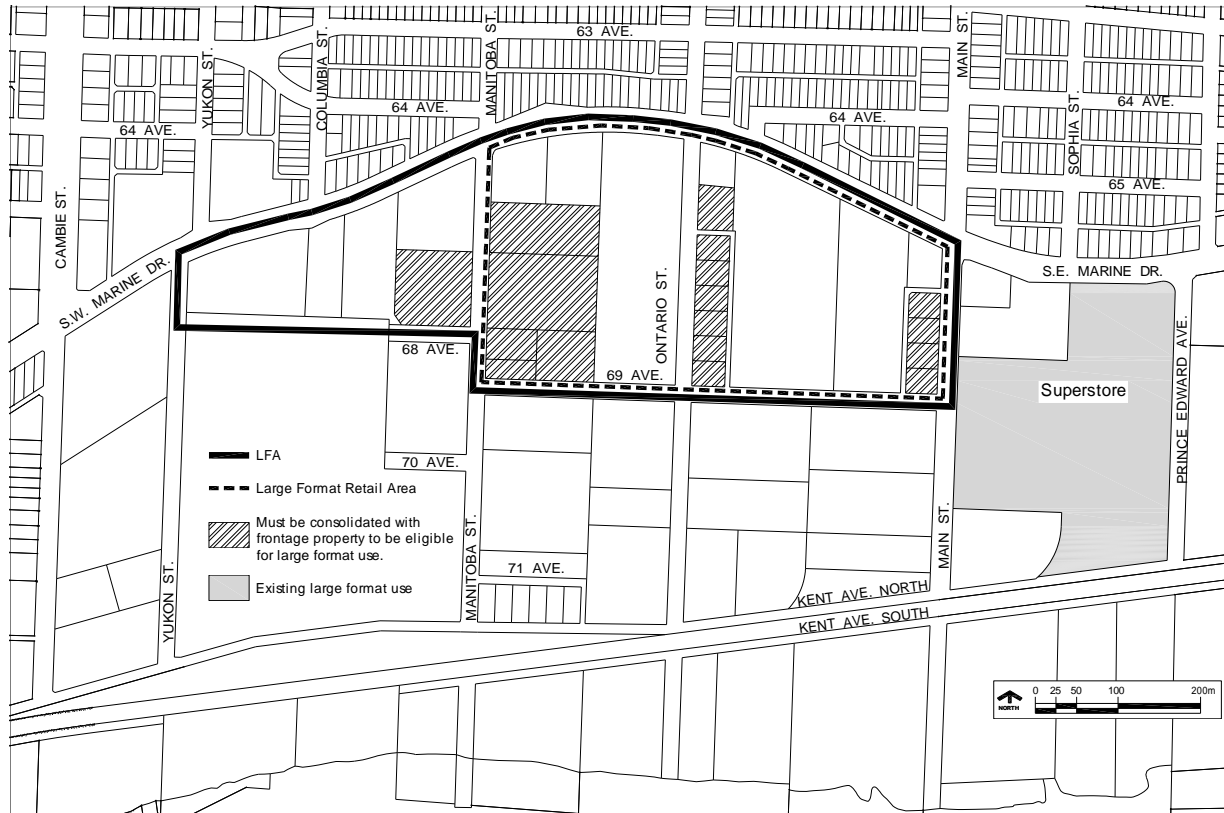 63 AVE.
MAIN ST.
YUKON ST.
COLUMBIA ST.
MANITOBA ST.
64 AVE.
64 AVE.
64 AVE.
64 AVE.
SOPHIA ST.
65 AVE.
CAMBIE ST.
S.W. MARINE DR.
S.E. MARINE DR.
ONTARIO ST.
68 AVE.
69 AVE.
Superstore
PRINCE EDWARD AVE.
LFA
Large Format Retail Area
Must be consolidated with
frontage property to be eligible
for large format use.
Existing large format use
70 AVE.
MANITOBA ST.
71 AVE.
MAIN ST.
YUKON ST.
KENT AVE. NORTH
KENT AVE. SOUTH
NORTH
0 25 50 100 200m